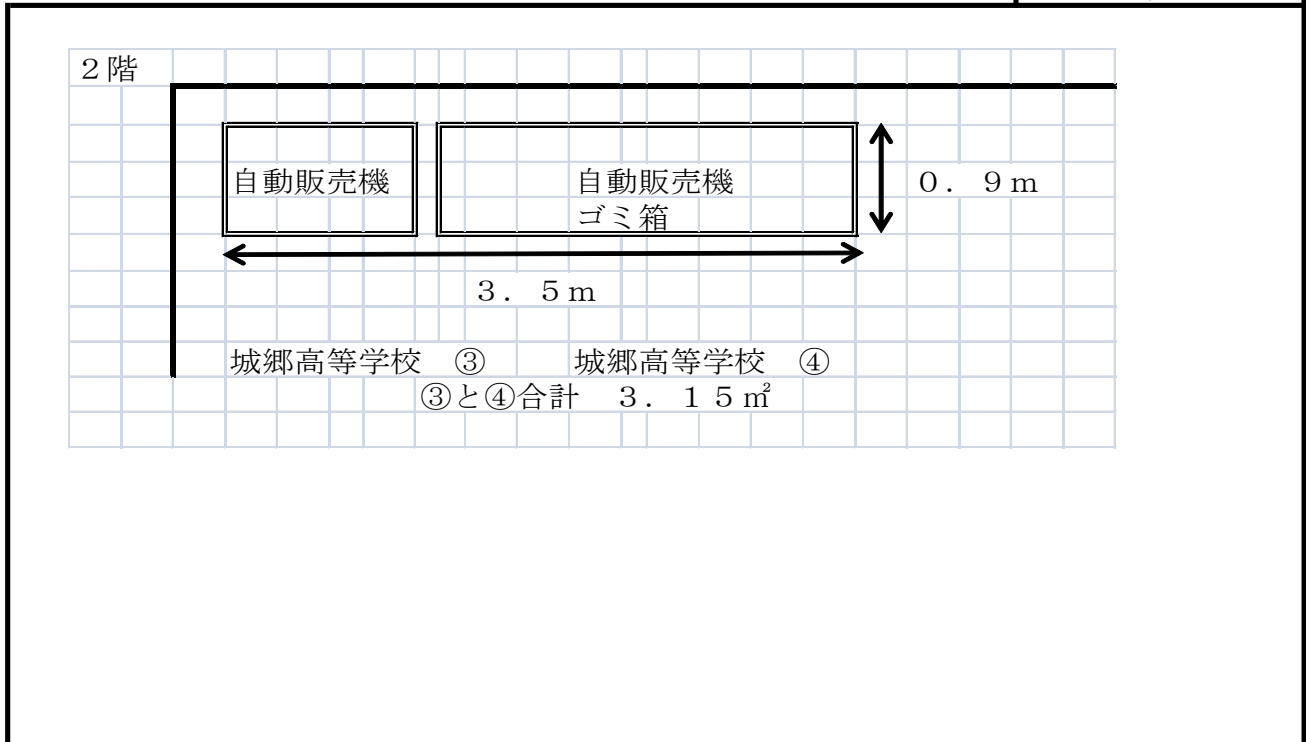 ２階
自動販売機
自動販売機
ゴミ箱
０．９ｍ
３．５ｍ
城郷高等学校　③
城郷高等学校　④
③と④合計　３．１５㎡